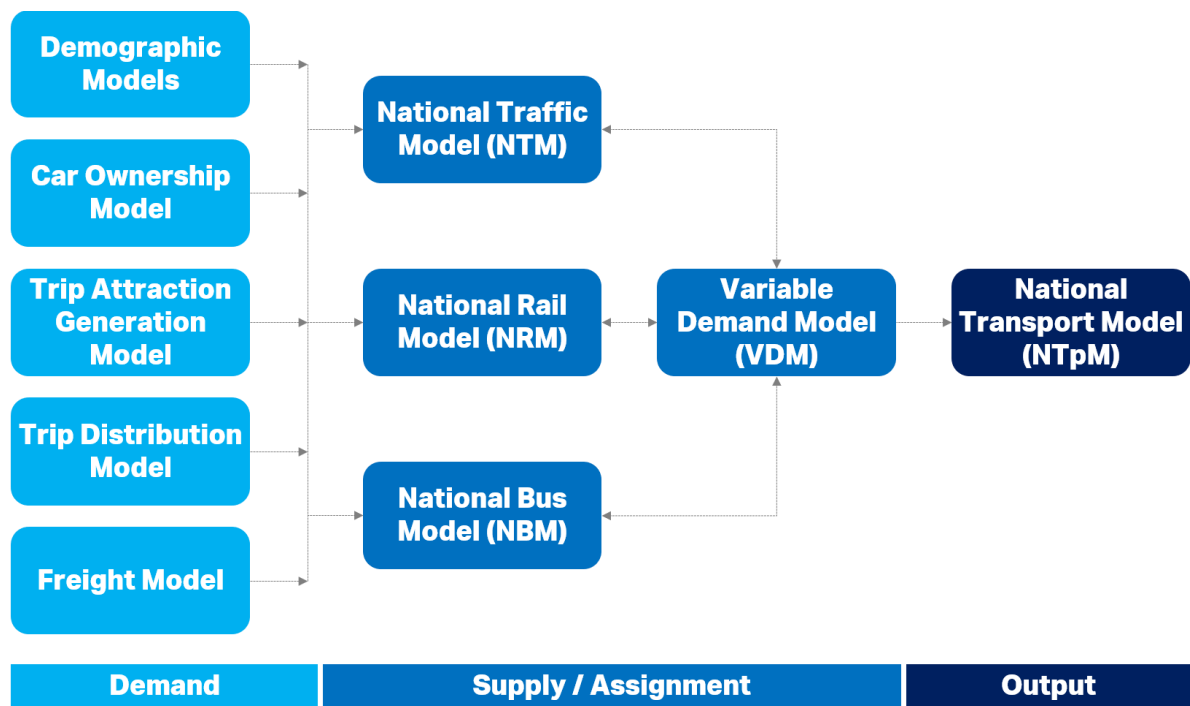 Demographic
Models
Car Ownership
Model
Trip Attraction
Generation
Model
Trip Distribution
Model
Freight Model
National Traffic
Model (NTM)
National Rail
Model (NRM)
National Bus
Model (NBM)
Variable
Demand Model
(VDM)
National
Transport Model
(NTpM)
Demand
Supply / Assignment
Output